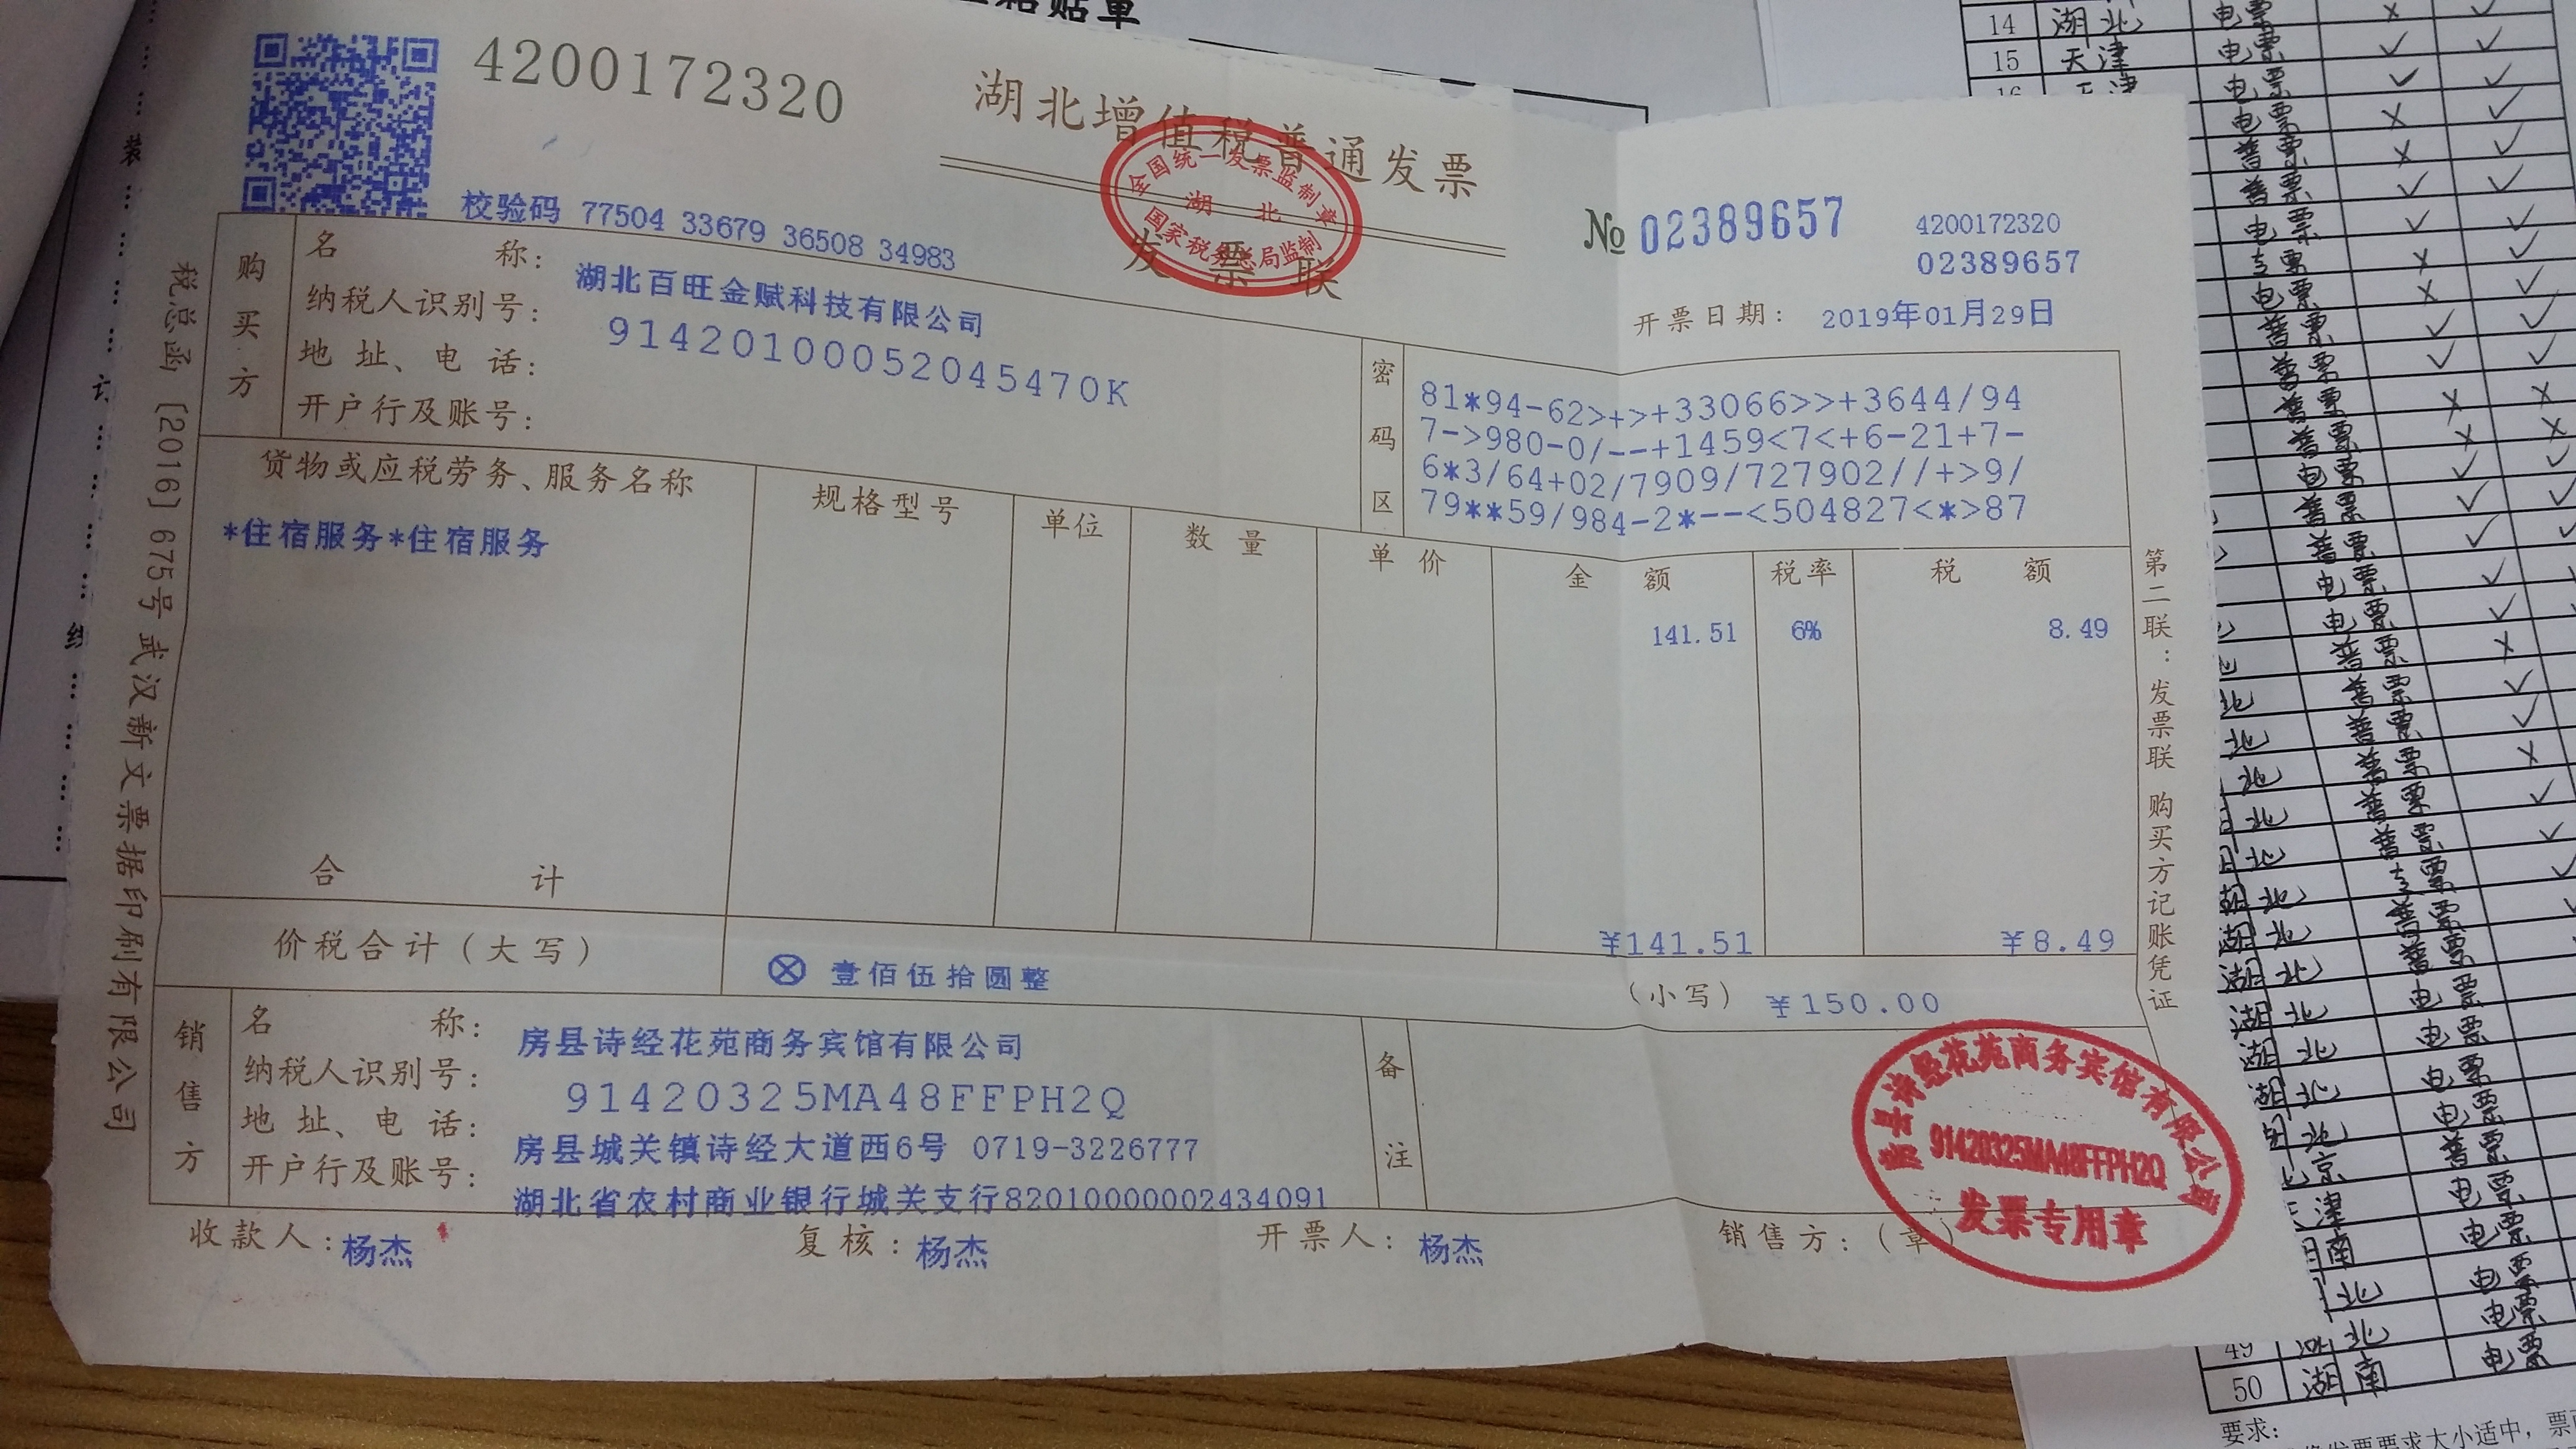 4200172320
湖北增值税普通发票
全国统一发票监制章
湖北
国家税务总局监制
发票联
№ 02389657
4200172320
02389657
校验码 77504 33679 36508 34983
开票日期: 2019年01月29日
购买方
名称: 湖北百旺金赋科技有限公司
纳税人识别号: 91420100052045470K
地址、电话:
开户行及账号:
密码区
81*94-62>+>+33066>>+3644/94
7->980-0/--+1459<7<+6-21+7-
6*3/64+02/7909/727902//+>9/
79**59/984-2*--<504827<*>87
货物或应税劳务、服务名称 规格型号 单位 数量 单价 金额 税率 税额
*住宿服务*住宿服务 141.51 6% 8.49
合计 ¥141.51 ¥8.49
价税合计(大写) ⊗ 壹佰伍拾圆整 (小写) ¥150.00
销售方
名称: 房县诗经花苑商务宾馆有限公司
纳税人识别号: 91420325MA48FFPH2Q
地址、电话: 房县城关镇诗经大道西6号 0719-3226777
开户行及账号: 湖北省农村商业银行城关支行82010000002434091
备注
收款人: 杨杰 复核: 杨杰 开票人: 杨杰 销售方:(章)
房县诗经花苑商务宾馆有限公司
91420325MA48FFPH2Q
发票专用章
税总函〔2016〕675号武汉新文票据印刷有限公司
第二联:发票联 购买方记账凭证
粘贴单
装
订
线
14 湖北 电票 × ✓
15 天津 电票 ✓ ✓
16 天津 电票 ✓ ✓
49 湖北 电票
50 湖南 电票
要求: